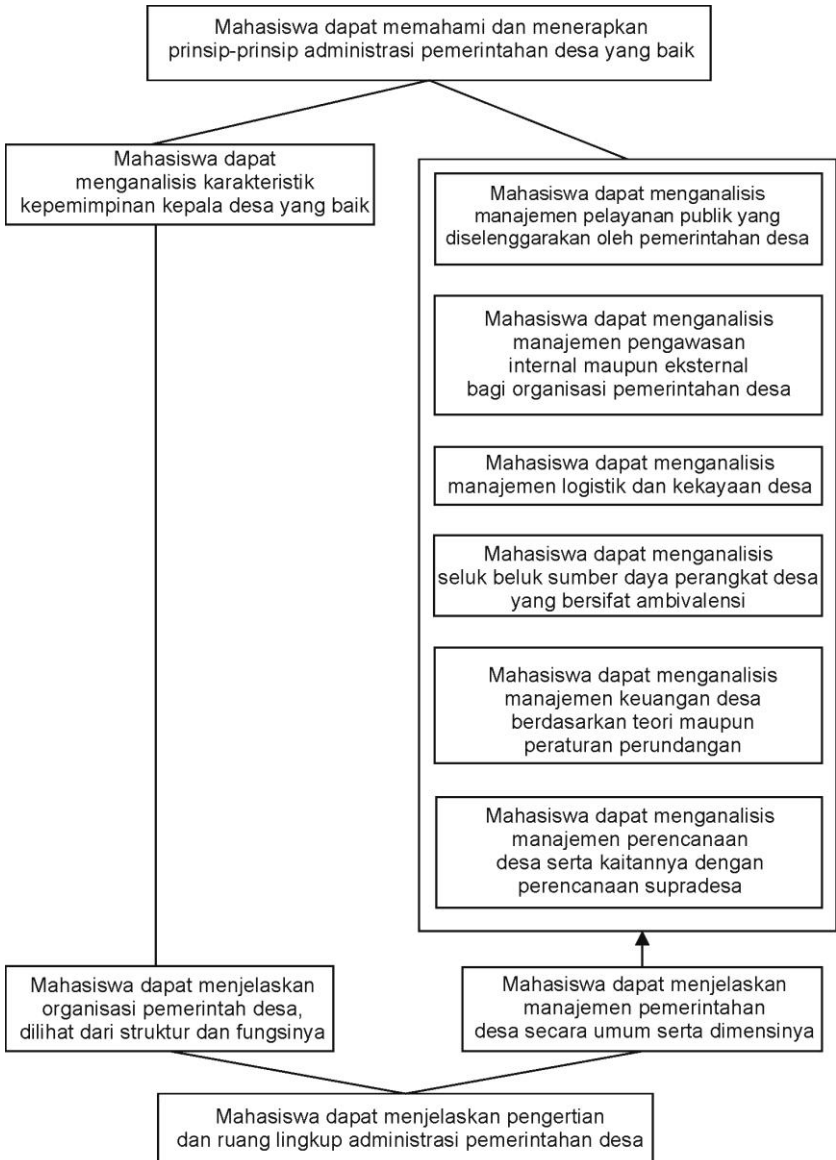 Mahasiswa dapat memahami dan menerapkan
prinsip-prinsip administrasi pemerintahan desa yang baik
Mahasiswa dapat
menganalisis karakteristik
kepemimpinan kepala desa yang baik
Mahasiswa dapat menganalisis
manajemen pelayanan publik yang
diselenggarakan oleh pemerintahan desa
Mahasiswa dapat menganalisis
manajemen pengawasan
internal maupun eksternal
bagi organisasi pemerintahan desa
Mahasiswa dapat menganalisis
manajemen logistik dan kekayaan desa
Mahasiswa dapat menganalisis
seluk beluk sumber daya perangkat desa
yang bersifat ambivalensi
Mahasiswa dapat menganalisis
manajemen keuangan desa
berdasarkan teori maupun
peraturan perundangan
Mahasiswa dapat menganalisis
manajemen perencanaan
desa serta kaitannya dengan
perencanaan supradesa
Mahasiswa dapat menjelaskan
organisasi pemerintah desa,
dilihat dari struktur dan fungsinya
Mahasiswa dapat menjelaskan
manajemen pemerintahan
desa secara umum serta dimensinya
Mahasiswa dapat menjelaskan pengertian
dan ruang lingkup administrasi pemerintahan desa